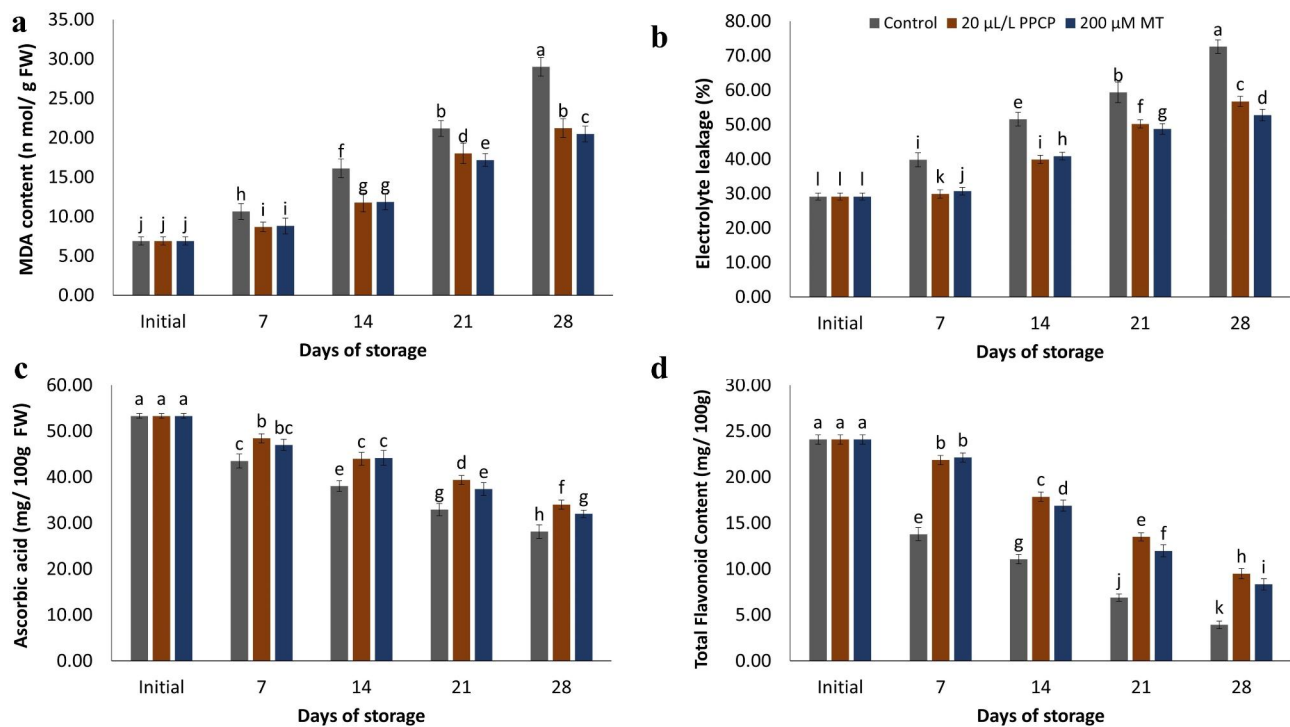 a
MDA content (n mol/ g FW)
35.00
30.00
25.00
20.00
15.00
10.00
5.00
0.00
j j j
h i i
f g g
b d e
a b c
Initial 7 14 21 28
Days of storage
b
Control 20 µL/L PPCP 200 µM MT
Electrolyte leakage (%)
80.00
70.00
60.00
50.00
40.00
30.00
20.00
10.00
0.00
l l l
i k j
e i h
b f g
a c d
Initial 7 14 21 28
Days of storage
c
Ascorbic acid (mg/ 100g FW)
60.00
50.00
40.00
30.00
20.00
10.00
0.00
a a a
c b bc
e c c
g d e
h f g
Initial 7 14 21 28
Days of storage
d
Total Flavonoid Content (mg/ 100g)
30.00
25.00
20.00
15.00
10.00
5.00
0.00
a a a
e b b
g c d
j e f
k h i
Initial 7 14 21 28
Days of storage